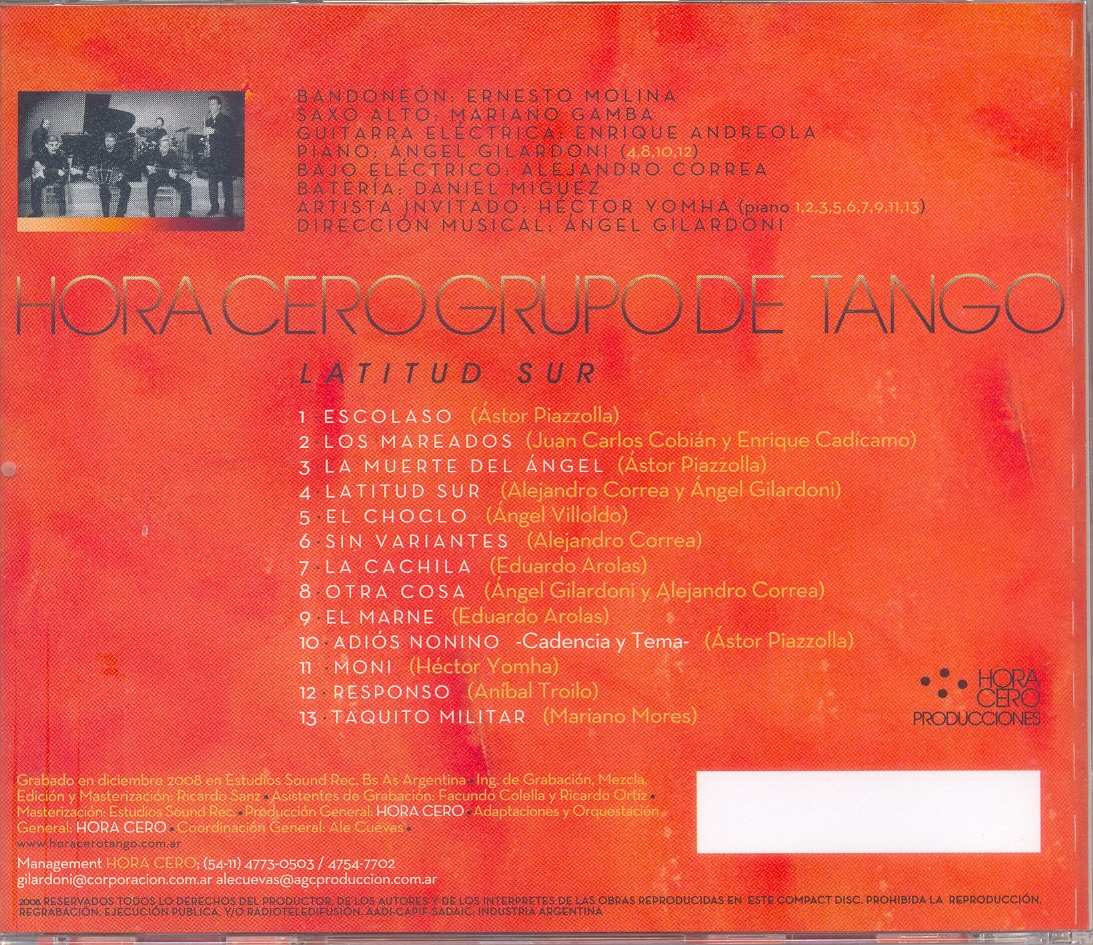 BANDONEÓN: ERNESTO MOLINA
SAXO ALTO: MARIANO GAMBA
GUITARRA ELÉCTRICA: ENRIQUE ANDREOLA
PIANO: ÁNGEL GILARDONI (4,8,10,12)
BAJO ELÉCTRICO: ALEJANDRO CORREA
BATERÍA: DANIEL MIGUEZ
ARTISTA INVITADO: HÉCTOR YOMHA (piano 1,2,3,5,6,7,9,11,13)
DIRECCIÓN MUSICAL: ÁNGEL GILARDONI
HORA CERO GRUPO DE TANGO
LATITUD SUR
1 · ESCOLASO (Ástor Piazzolla)
2 · LOS MAREADOS (Juan Carlos Cobián y Enrique Cadícamo)
3 · LA MUERTE DEL ÁNGEL (Ástor Piazzolla)
4 · LATITUD SUR (Alejandro Correa y Ángel Gilardoni)
5 · EL CHOCLO (Ángel Villoldo)
6 · SIN VARIANTES (Alejandro Correa)
7 · LA CACHILA (Eduardo Arolas)
8 · OTRA COSA (Ángel Gilardoni y Alejandro Correa)
9 · EL MARNE (Eduardo Arolas)
10 · ADIÓS NONINO -Cadencia y Tema- (Ástor Piazzolla)
11 · MONI (Héctor Yomha)
12 · RESPONSO (Aníbal Troilo)
13 · TAQUITO MILITAR (Mariano Mores)
HORA
CERO
PRODUCCIONES
Grabado en diciembre 2008 en Estudios Sound Rec. Bs As Argentina • Ing. de Grabación, Mezcla,
Edición y Masterización: Ricardo Sanz • Asistentes de Grabación: Facundo Colella y Ricardo Ortiz •
Masterización: Estudios Sound Rec. • Producción General: HORA CERO • Adaptaciones y Orquestación
General: HORA CERO • Coordinación General: Ale Cuevas •
www.horacerotango.com.ar
Management HORA CERO: (54-11) 4773-0503 / 4754-7702
gilardoni@corporacion.com.ar alecuevas@agcproduccion.com.ar
2008 RESERVADOS TODOS LO DERECHOS DEL PRODUCTOR, DE LOS AUTORES Y DE LOS INTERPRETES DE LAS OBRAS REPRODUCIDAS EN ESTE COMPACT DISC. PROHIBIDA LA REPRODUCCIÓN,
REGRABACIÓN, EJECUCIÓN PUBLICA, Y/O RADIOTELEDIFUSIÓN. AADI-CAPIF SADAIC. INDUSTRIA ARGENTINA